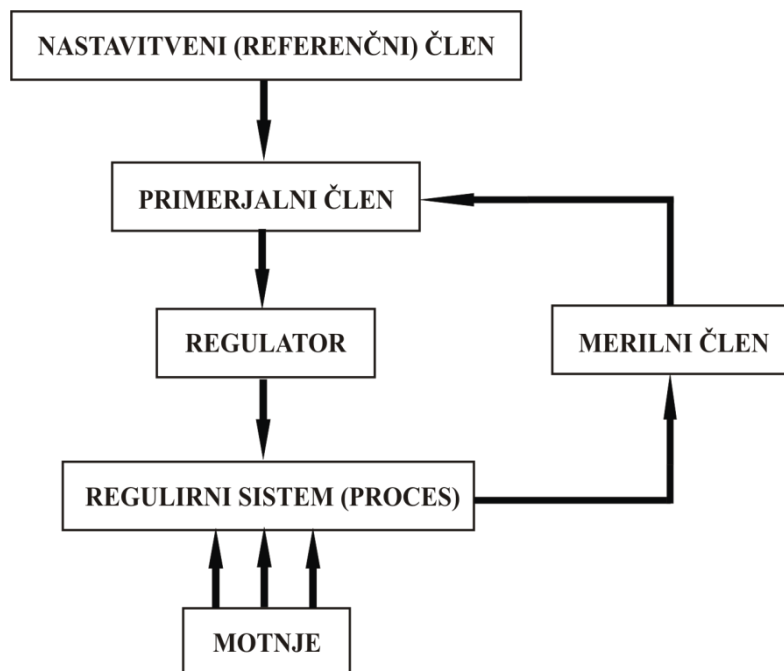 NASTAVITVENI (REFERENČNI) ČLEN
PRIMERJALNI ČLEN
REGULATOR
MERILNI ČLEN
REGULIRNI SISTEM (PROCES)
MOTNJE